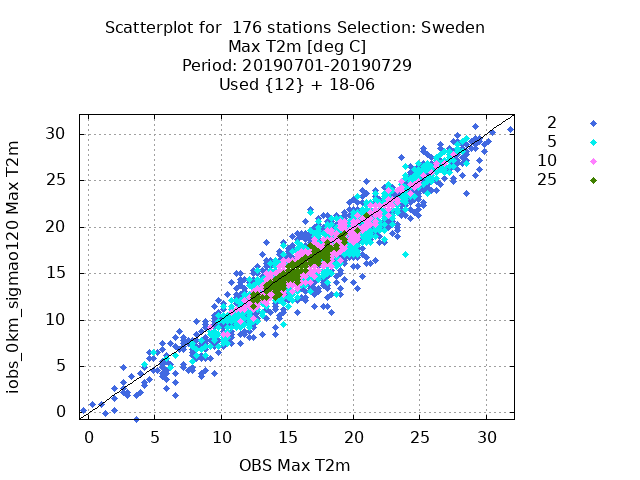 Scatterplot for  176 stations Selection: Sweden
Max T2m [deg C]
Period: 20190701-20190729
Used {12} + 18-06
2
5
10
25
iobs_0km_sigmao120 Max T2m
30
25
20
15
10
5
0
0 5 10 15 20 25 30
OBS Max T2m